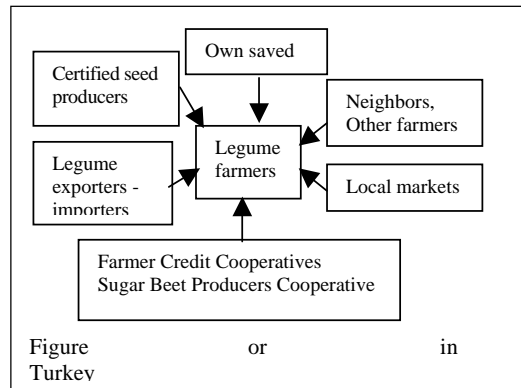 Own saved
Certified seed
producers
Neighbors,
Other farmers
Legume
farmers
Legume
exporters -
importers
Local markets
Farmer Credit Cooperatives
Sugar Beet Producers Cooperative
Figure or in
Turkey